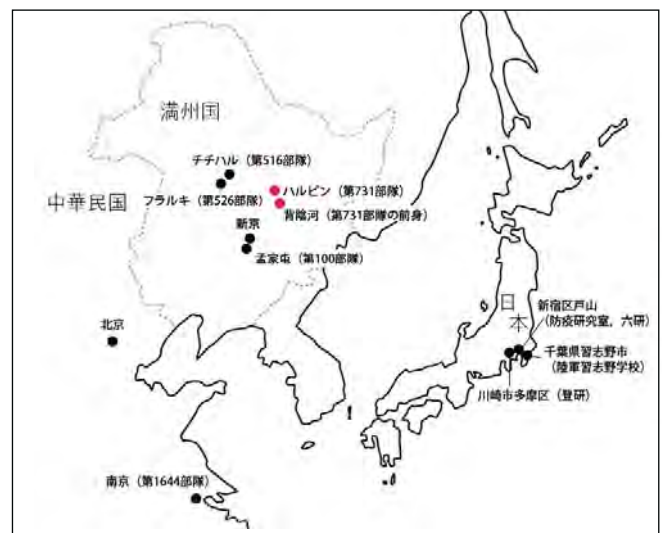 満州国
チチハル（第516部隊）
中華民国
フラルキ（第526部隊）
ハルビン（第731部隊）
背陰河（第731部隊の前身）
新京
孟家屯（第100部隊）
北京
南京（第1644部隊）
日
本
新宿区戸山
（防疫研究室，六研）
千葉県習志野市
（陸軍習志野学校）
川崎市多摩区（登研）